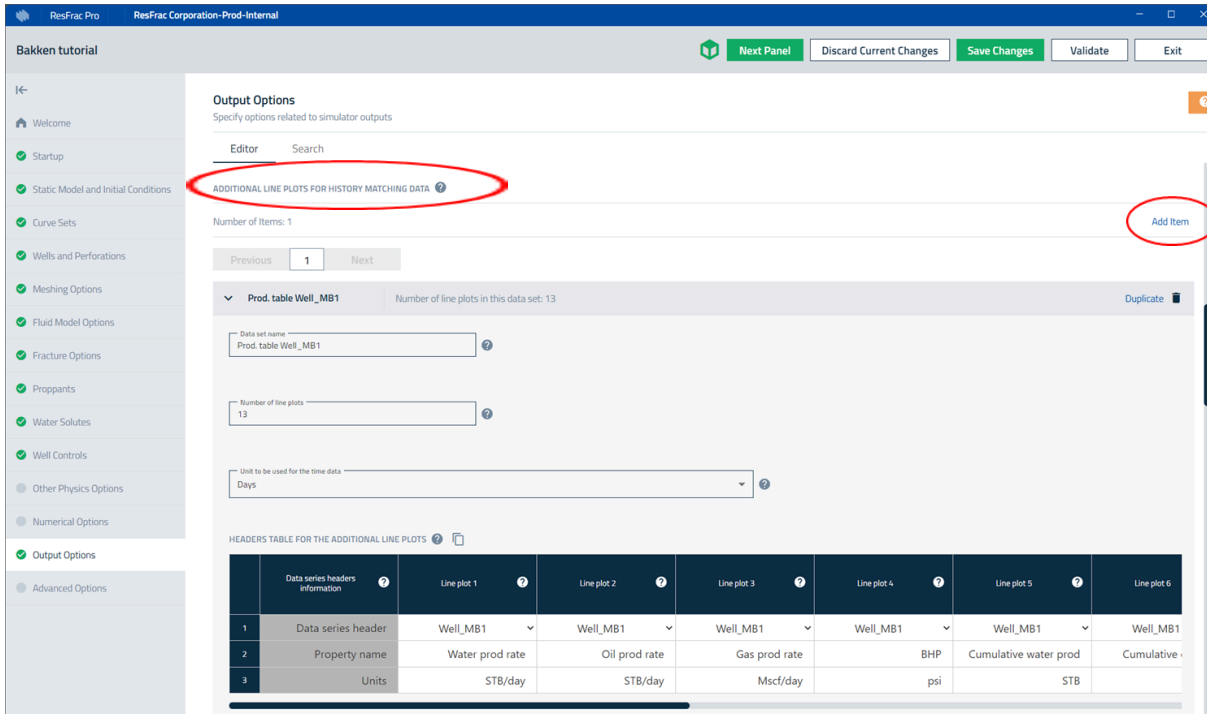 ResFrac Pro ResFrac Corporation-Prod-Internal
Bakken tutorial Next Panel Discard Current Changes Save Changes Validate Exit
Welcome
Startup
Static Model and Initial Conditions
Curve Sets
Wells and Perforations
Meshing Options
Fluid Model Options
Fracture Options
Proppants
Water Solutes
Well Controls
Other Physics Options
Numerical Options
Output Options
Advanced Options
Output Options
Specify options related to simulator outputs
Editor Search
ADDITIONAL LINE PLOTS FOR HISTORY MATCHING DATA ?
Number of Items: 1 Add Item
Previous 1 Next
Prod. table Well_MB1 Number of line plots in this data set: 13 Duplicate
Data set name
Prod. table Well_MB1 ?
Number of line plots
13 ?
Unit to be used for the time data
Days ?
HEADERS TABLE FOR THE ADDITIONAL LINE PLOTS ?
Data series headers information ? Line plot 1 ? Line plot 2 ? Line plot 3 ? Line plot 4 ? Line plot 5 ? Line plot 6
1 Data series header Well_MB1 Well_MB1 Well_MB1 Well_MB1 Well_MB1 Well_MB1
2 Property name Water prod rate Oil prod rate Gas prod rate BHP Cumulative water prod Cumulative
3 Units STB/day STB/day Mscf/day psi STB